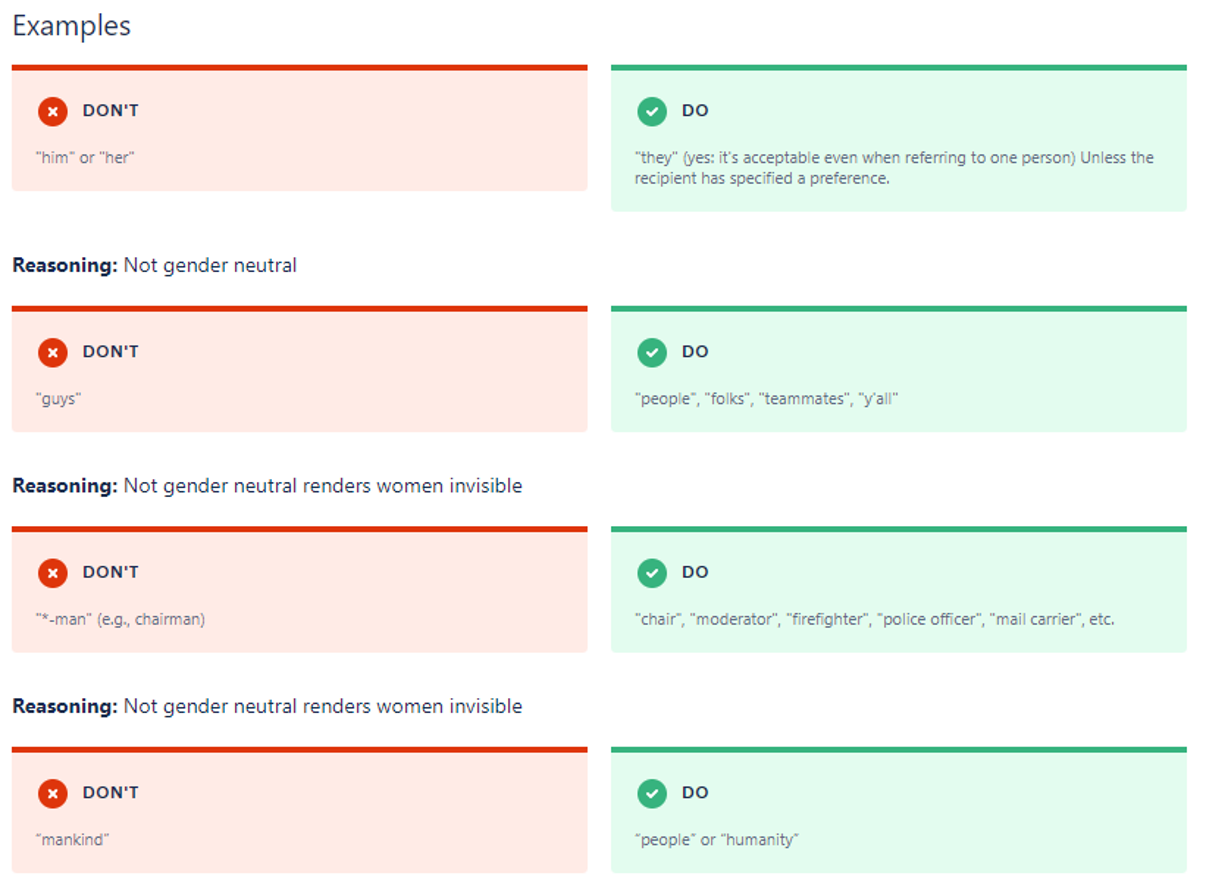 Examples
DON'T
"him" or "her"
DO
"they" (yes: it's acceptable even when referring to one person) Unless the
recipient has specified a preference.
Reasoning: Not gender neutral
DON'T
"guys"
DO
"people", "folks", "teammates", "y'all"
Reasoning: Not gender neutral renders women invisible
DON'T
"*-man" (e.g., chairman)
DO
"chair", "moderator", "firefighter", "police officer", "mail carrier", etc.
Reasoning: Not gender neutral renders women invisible
DON'T
“mankind”
DO
“people” or “humanity”